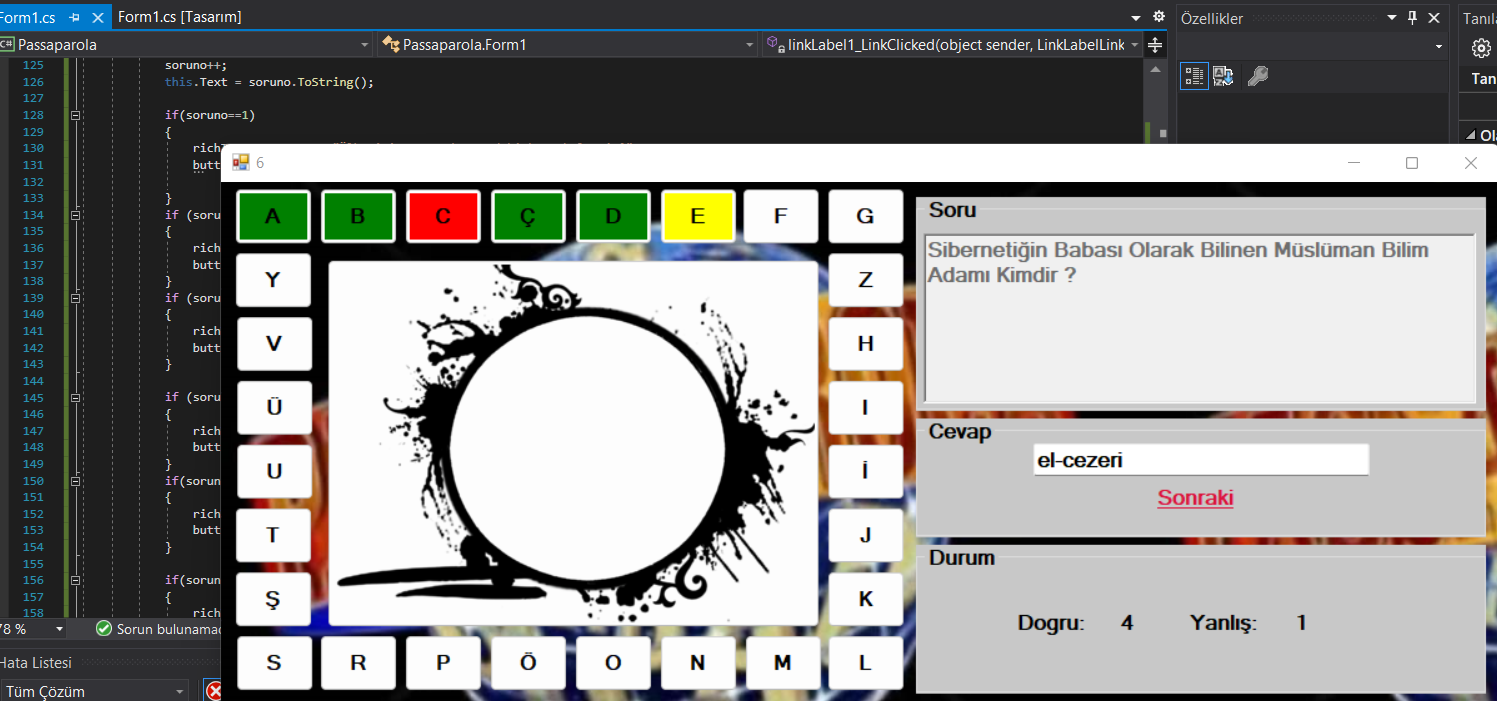 Form1.cs
Form1.cs [Tasarım]
Özellikler
Tanıla
C# Passaparola
Passaparola.Form1
linkLabel1_LinkClicked(object sender, LinkLabelLink
Tan
Ol
125 soruno++;
126 this.Text = soruno.ToString();
127
128 if(soruno==1)
129 {
130 rich
131 butt
132
133 }
134 if (soru
135 {
136 rich
137 butt
138 }
139 if (soru
140 {
141 rich
142 butt
143 }
144
145 if (soru
146 {
147 rich
148 butt
149 }
150 if(sorun
151 {
152 rich
153 butt
154 }
155
156 if(sorun
157 {
158 rich
78 %
Sorun bulunamad
Hata Listesi
Tüm Çözüm
6
A B C Ç D E F G
Y Z
V H
Ü I
U İ
T J
Ş K
S R P Ö O N M L
Soru
Sibernetiğin Babası Olarak Bilinen Müslüman Bilim
Adamı Kimdir ?
Cevap
el-cezeri
Sonraki
Durum
Dogru: 4 Yanlış: 1